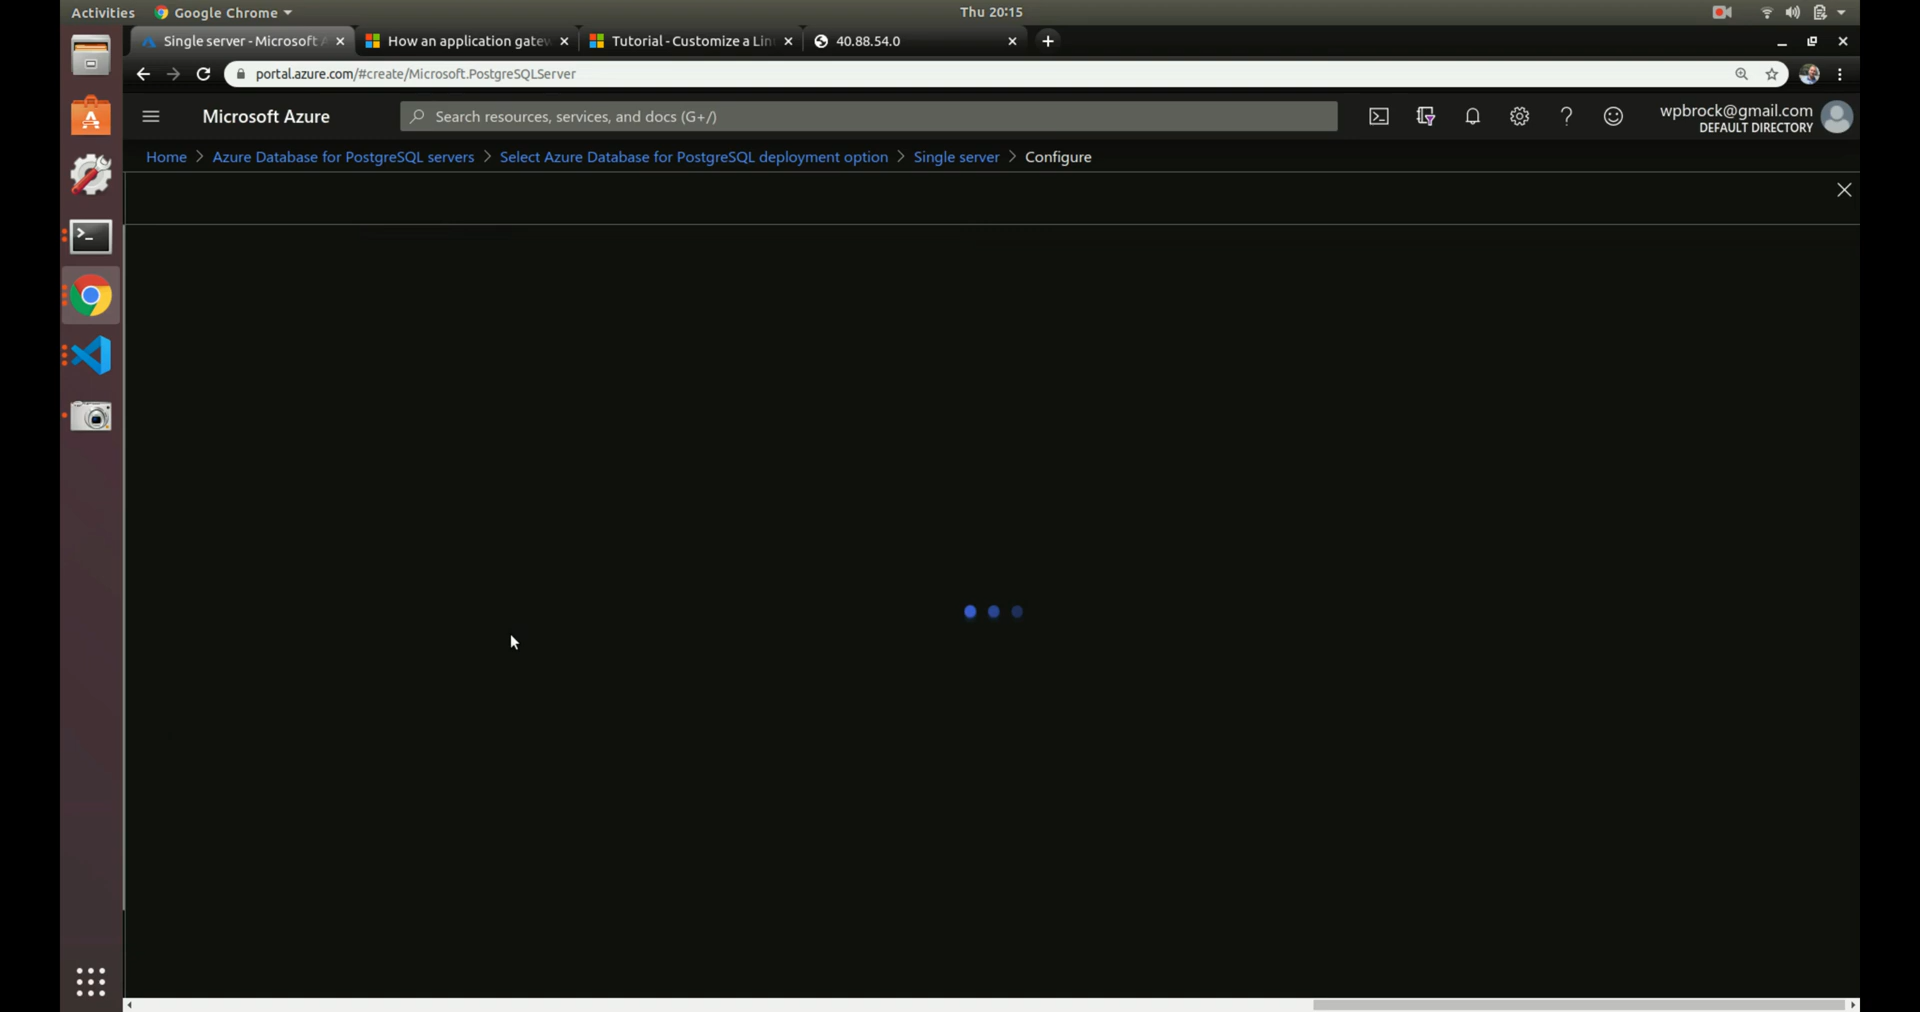 Activities Google Chrome Thu 20:15
Single server - Microsoft A How an application gatew Tutorial - Customize a Lin 40.88.54.0
portal.azure.com/#create/Microsoft.PostgreSQLServer
Microsoft Azure Search resources, services, and docs (G+/) wpbrock@gmail.com
DEFAULT DIRECTORY
Home > Azure Database for PostgreSQL servers > Select Azure Database for PostgreSQL deployment option > Single server > Configure